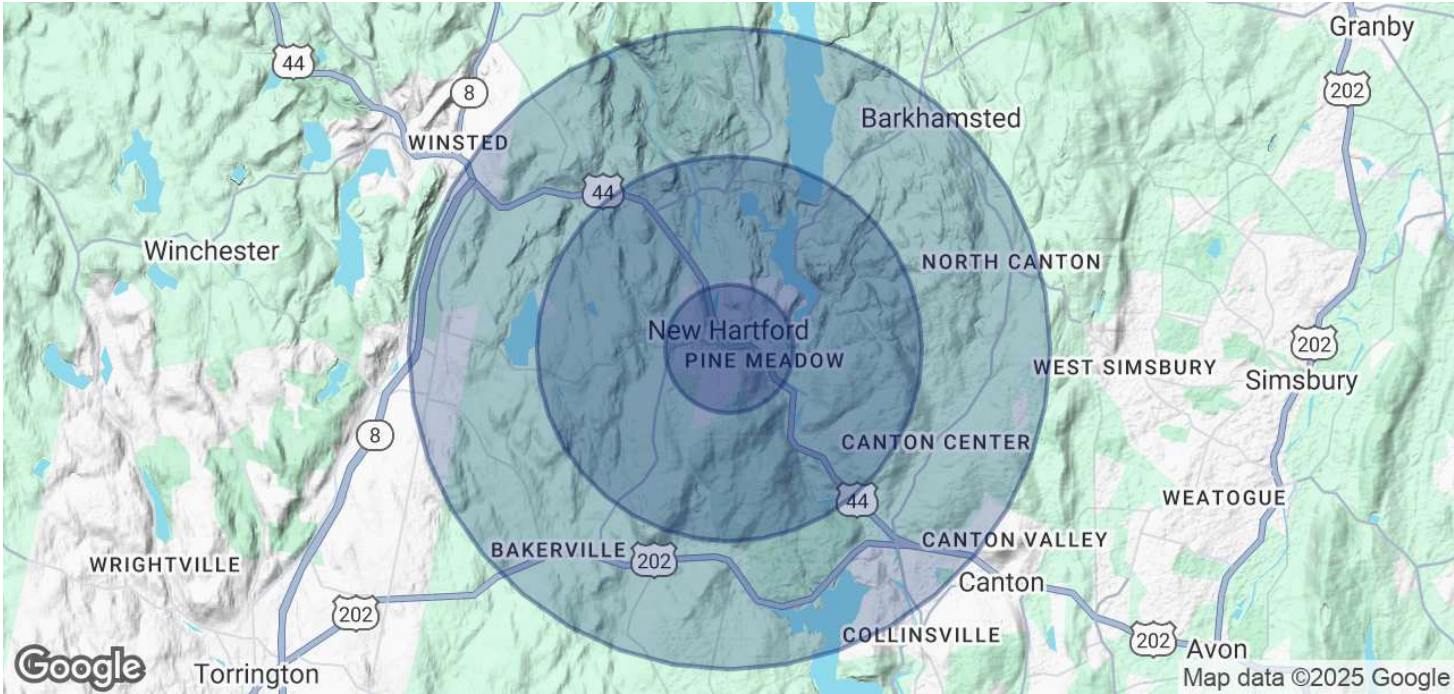 Granby
44
8
202
Barkhamsted
WINSTED
44
Winchester
NORTH CANTON
New Hartford
PINE MEADOW
202
WEST SIMSBURY
Simsbury
8
CANTON CENTER
44
WEATOGUE
BAKERVILLE
202
CANTON VALLEY
WRIGHTVILLE
Canton
202
COLLINSVILLE
202
Avon
Google
Torrington
Map data ©2025 Google